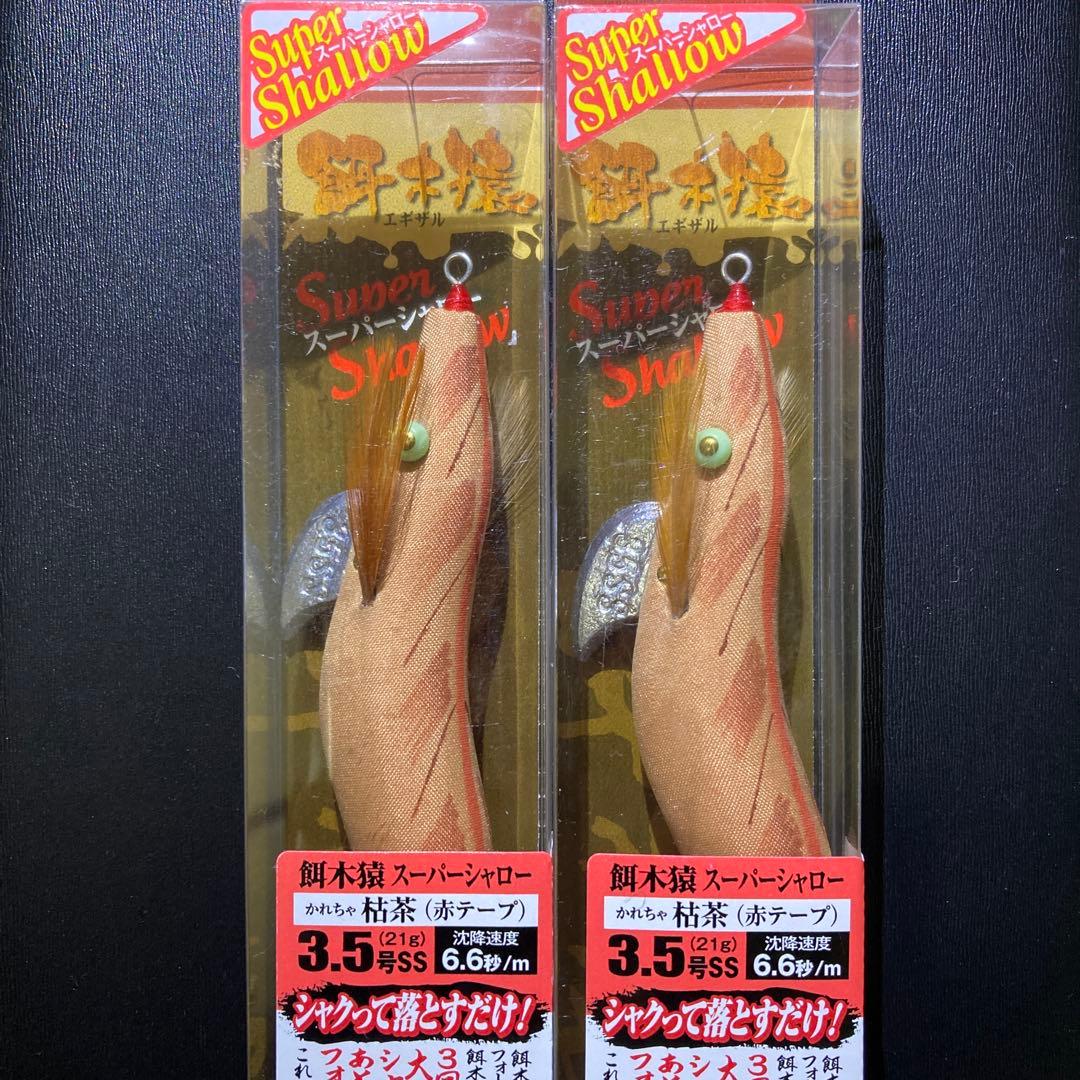 Super
スーパーシャロー
Shallow
餌木猿
エギザル
Super
スーパーシャロー
Shallow
35SS
餌木猿 スーパーシャロー
かれちゃ 枯茶 (赤テープ)
3.5号SS (21g) 沈降速度 6.6秒/m
シャクって落とすだけ!
Super
スーパーシャロー
Shallow
餌木猿
エギザル
Super
スーパーシャ
Shallow
35SS
餌木猿 スーパーシャロー
かれちゃ 枯茶 (赤テープ)
3.5号SS (21g) 沈降速度 6.6秒/m
シャクって落とすだけ!